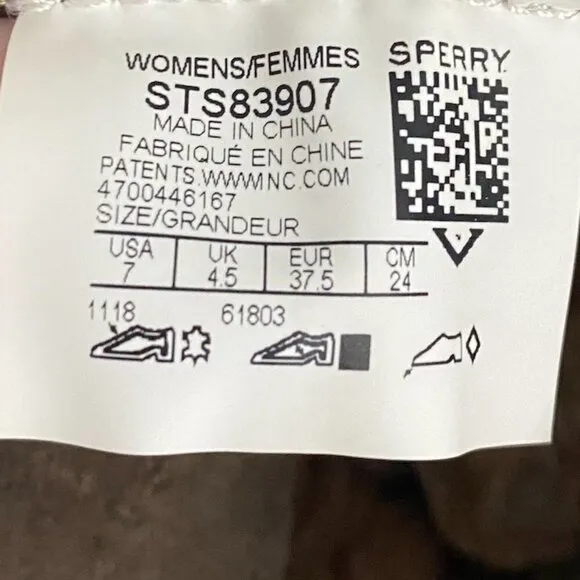 WOMENS/FEMMES
SPERRY
STS83907
MADE IN CHINA
FABRIQUÉ EN CHINE
PATENTS.WWWMNC.COM
4700446167
SIZE/GRANDEUR
USA UK EUR CM
7 4.5 37.5 24
1118 61803